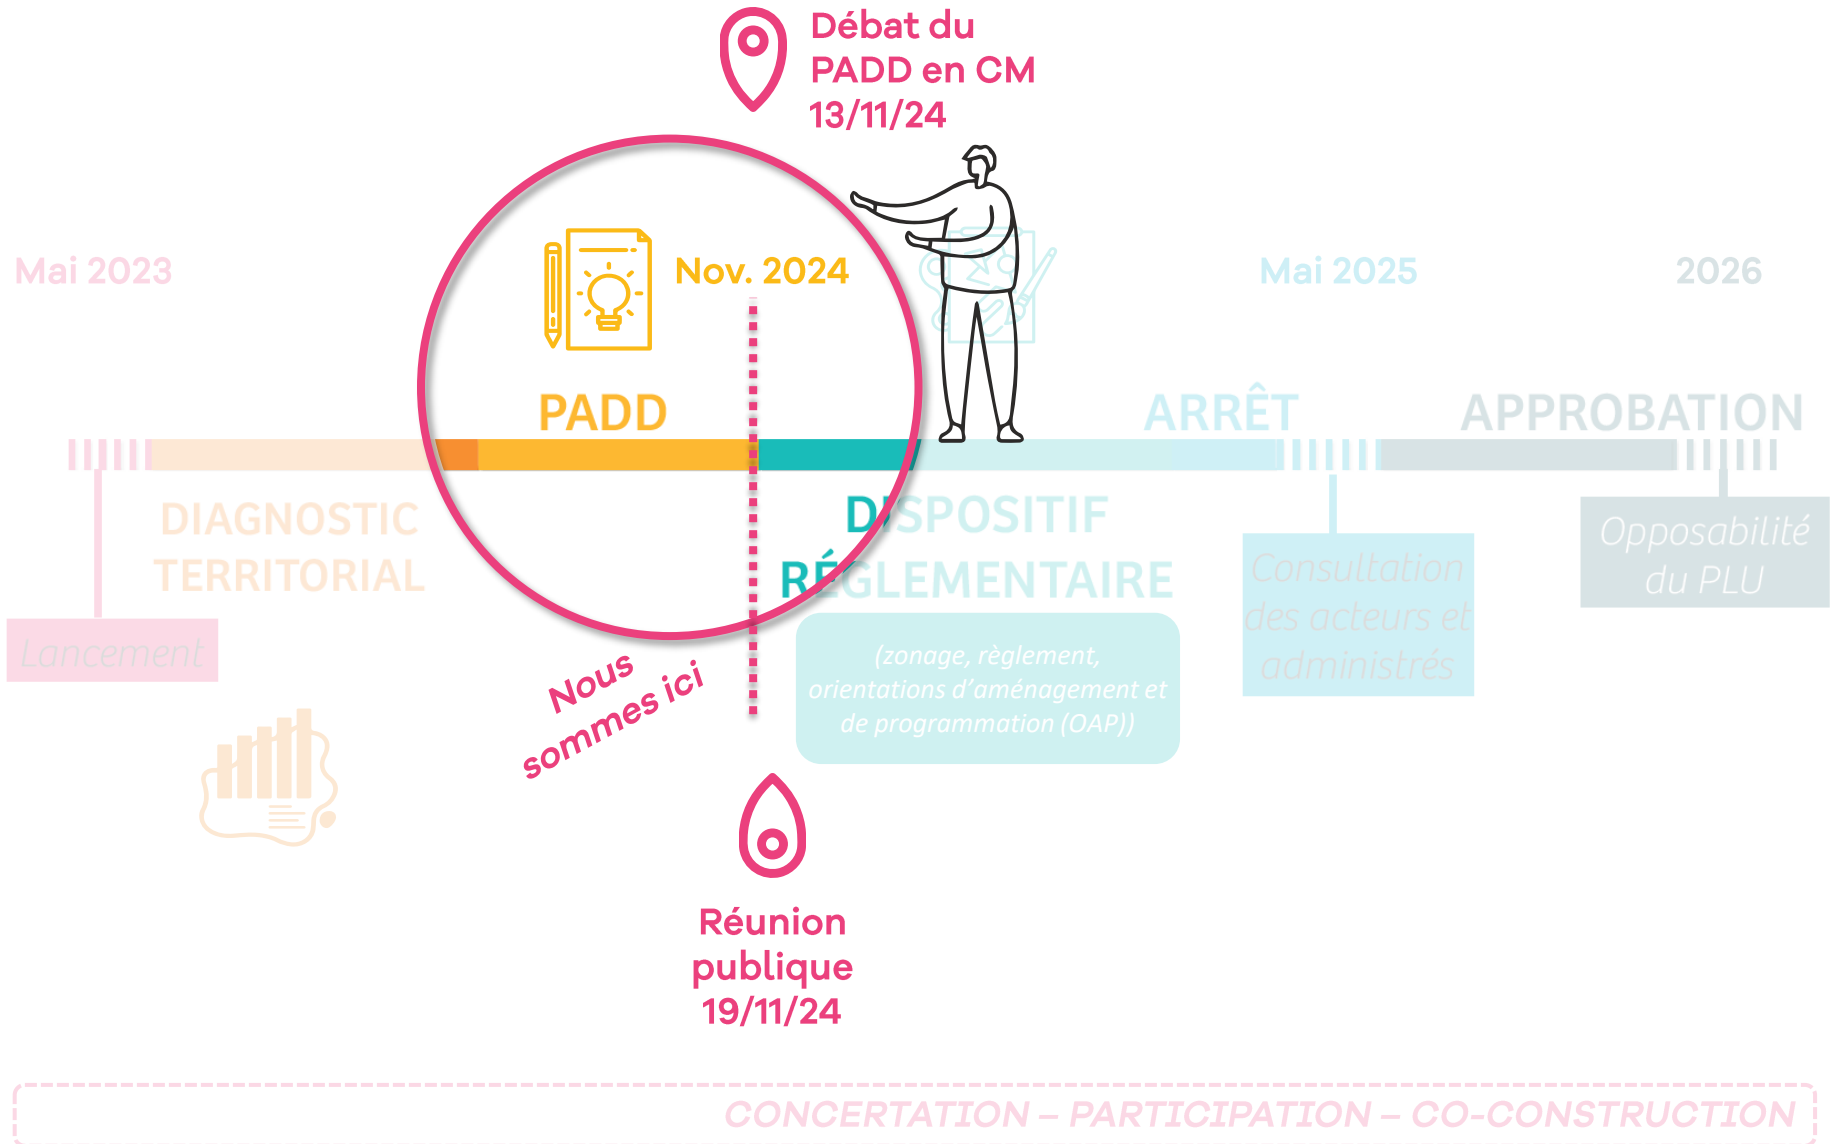 Débat du
PADD en CM
13/11/24
Mai 2023
Nov. 2024
Mai 2025
2026
PADD
ARRÊT
APPROBATION
DIAGNOSTIC
TERRITORIAL
DISPOSITIF
RÉGLEMENTAIRE
(zonage, règlement,
orientations d’aménagement et
de programmation (OAP))
Consultation
des acteurs et
administrés
Opposabilité
du PLU
Lancement
Nous
sommes ici
Réunion
publique
19/11/24
CONCERTATION – PARTICIPATION – CO-CONSTRUCTION